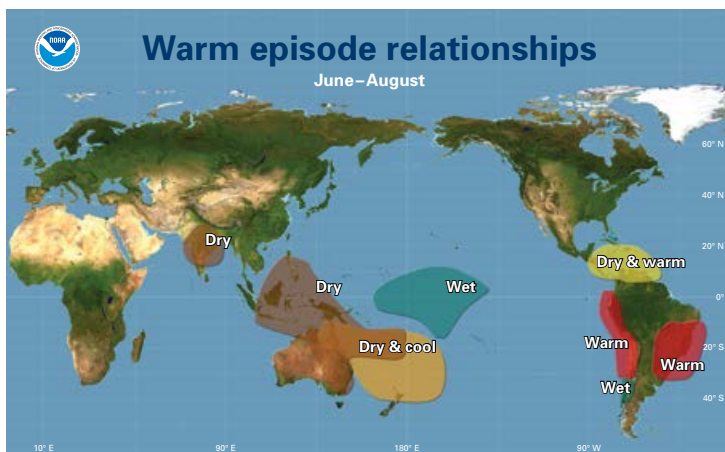 NOAA
Warm episode relationships
June–August
60° N
Dry
20° N
Dry & warm
Dry
Wet
0°
Dry & cool
Warm
20° S
Warm
Wet
40° S
10° E
90° E
180° E
90° W